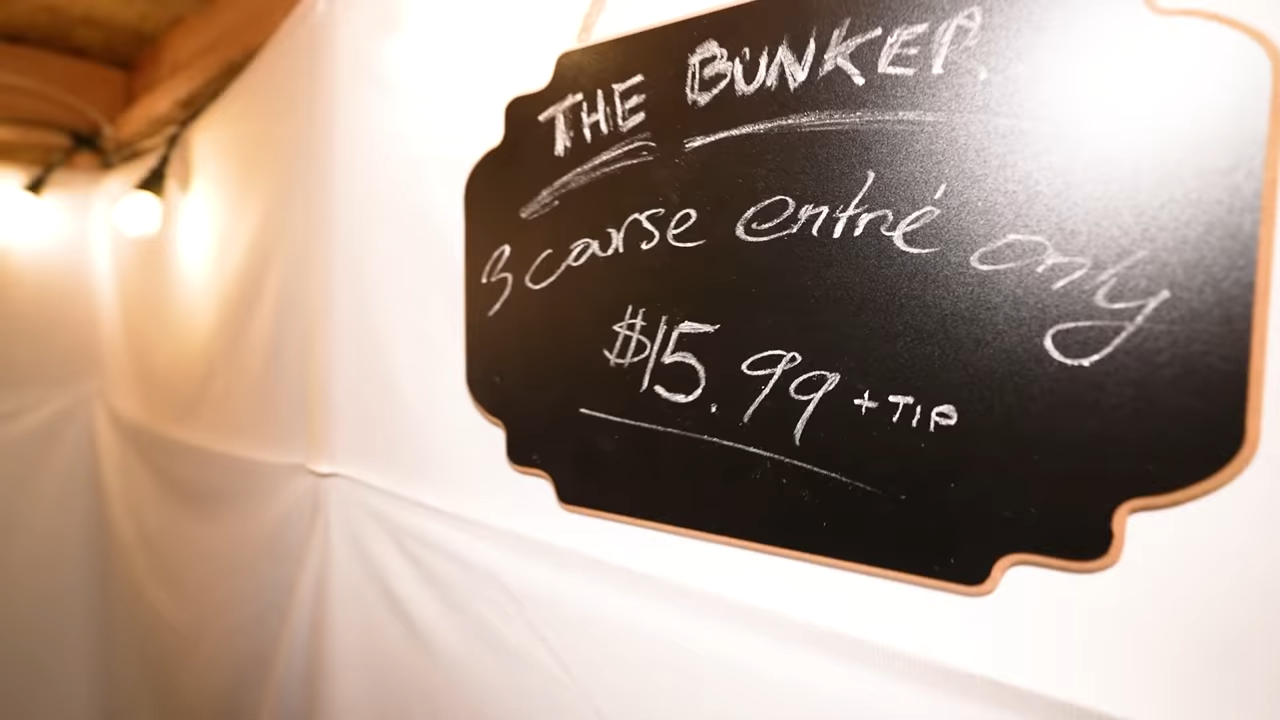 THE BUNKER.
3 course entré only
$15.99 + TIP